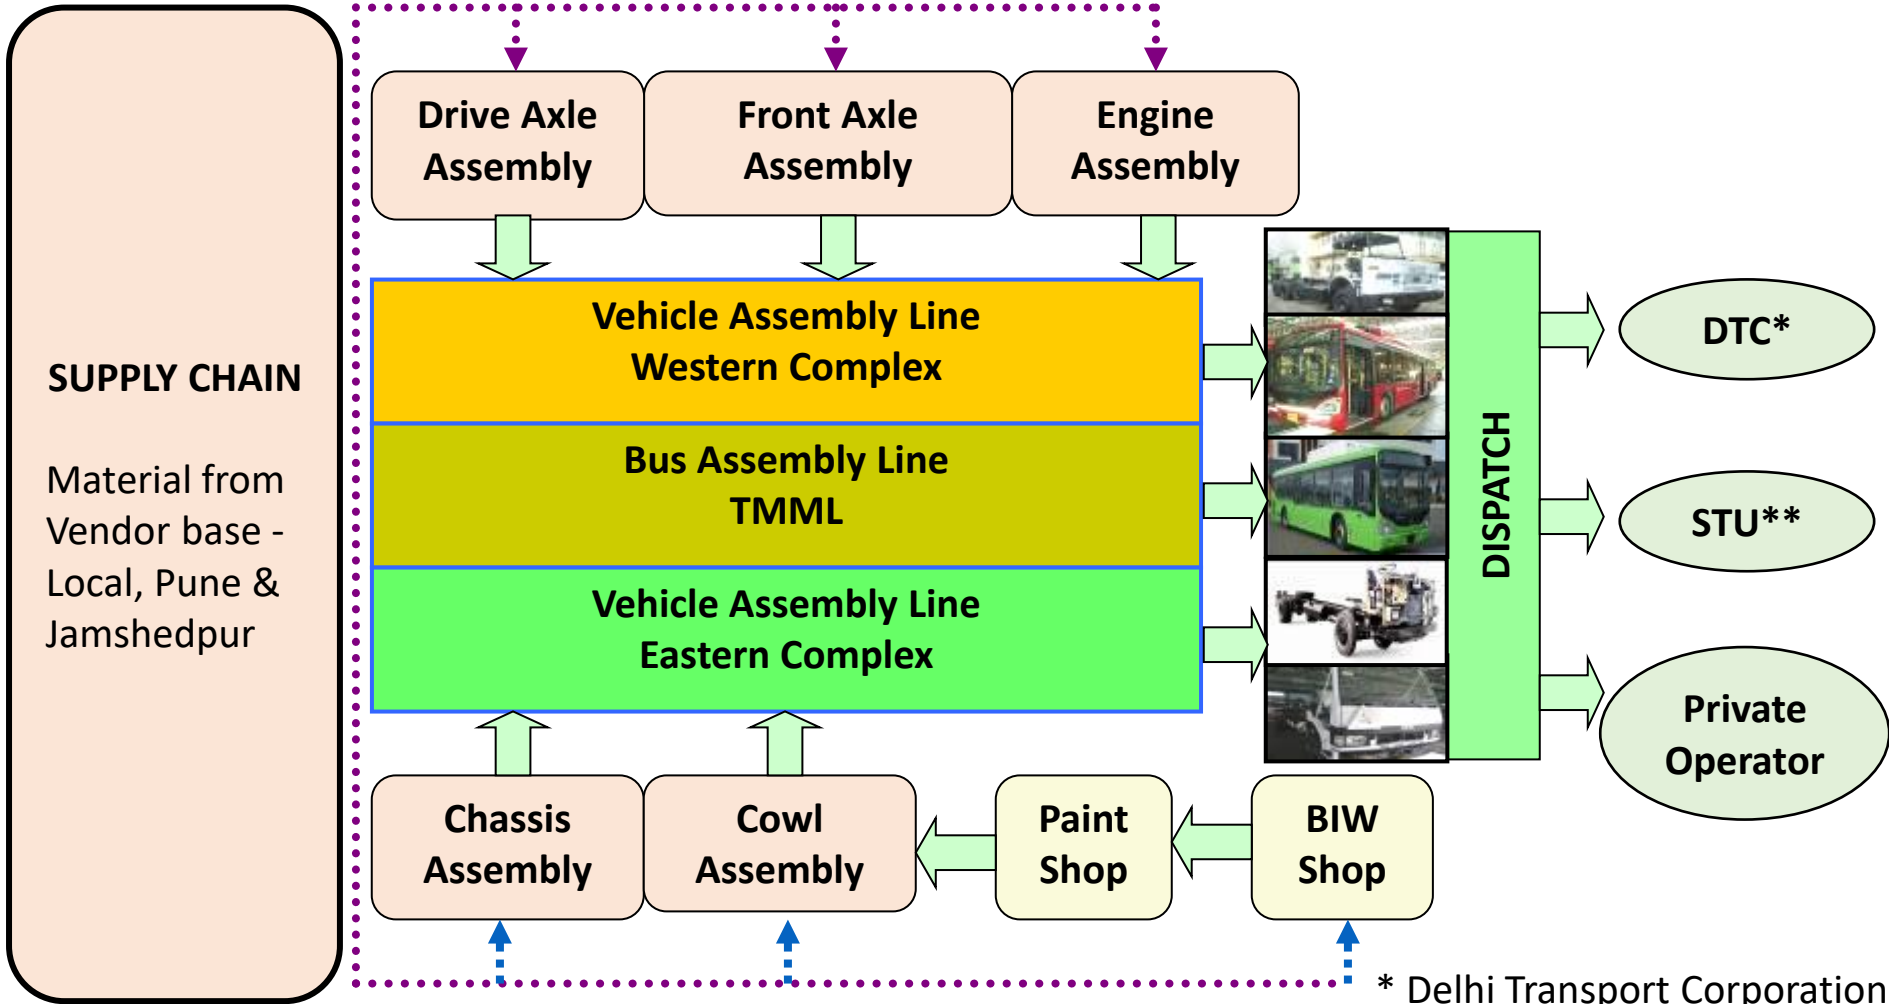 SUPPLY CHAIN
Material from
Vendor base -
Local, Pune &
Jamshedpur
Drive Axle
Assembly
Front Axle
Assembly
Engine
Assembly
Vehicle Assembly Line
Western Complex
Bus Assembly Line
TMML
Vehicle Assembly Line
Eastern Complex
Chassis
Assembly
Cowl
Assembly
Paint
Shop
BIW
Shop
DISPATCH
DTC*
STU**
Private
Operator
* Delhi Transport Corporation